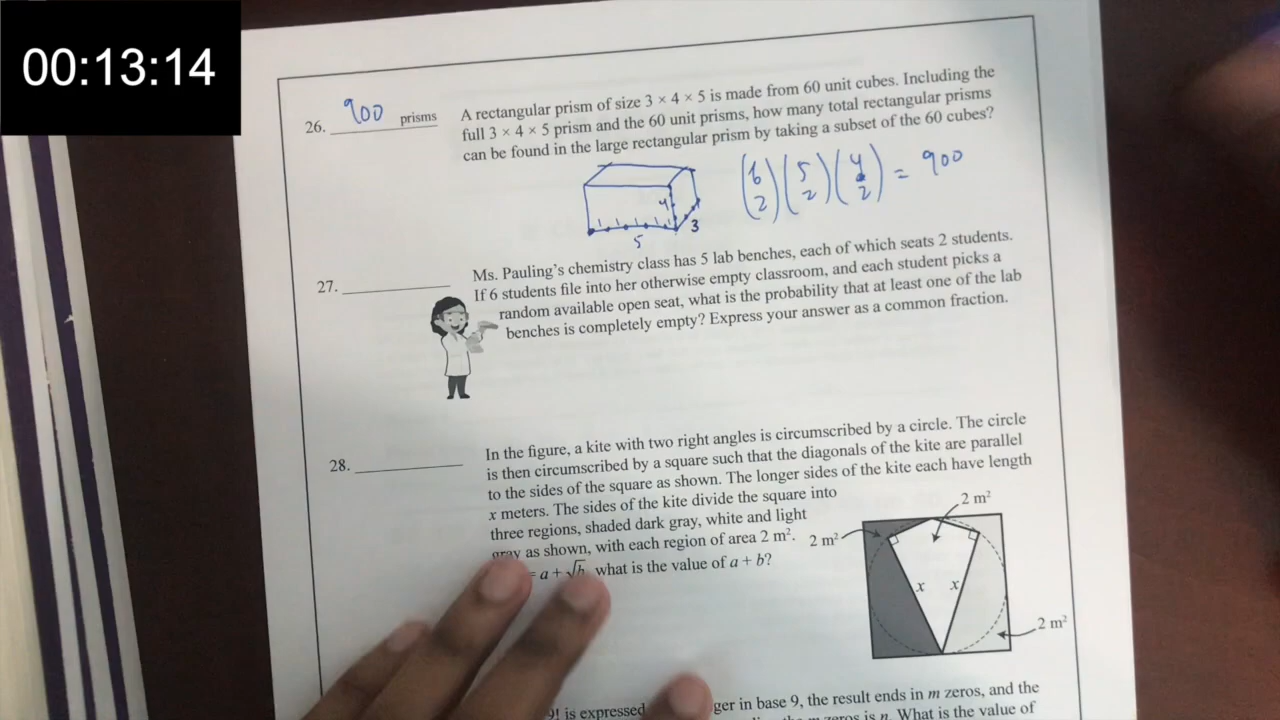 00:13:14
26. 900 prisms
A rectangular prism of size 3 × 4 × 5 is made from 60 unit cubes. Including the
full 3 × 4 × 5 prism and the 60 unit prisms, how many total rectangular prisms
can be found in the large rectangular prism by taking a subset of the 60 cubes?
4
5
3
(6 2)(5 2)(4 2) = 900
27.
Ms. Pauling's chemistry class has 5 lab benches, each of which seats 2 students.
If 6 students file into her otherwise empty classroom, and each student picks a
random available open seat, what is the probability that at least one of the lab
benches is completely empty? Express your answer as a common fraction.
28.
In the figure, a kite with two right angles is circumscribed by a circle. The circle
is then circumscribed by a square such that the diagonals of the kite are parallel
to the sides of the square as shown. The longer sides of the kite each have length
x meters. The sides of the kite divide the square into
three regions, shaded dark gray, white and light
gray as shown, with each region of area 2 m².
= a + √b, what is the value of a + b?
2 m²
2 m²
x
x
2 m²
9! is expressed
ger in base 9, the result ends in m zeros, and the
m zeros is n. What is the value of